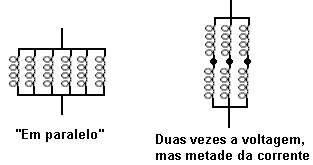 "Em paralelo"
Duas vezes a voltagem,
mas metade da corrente